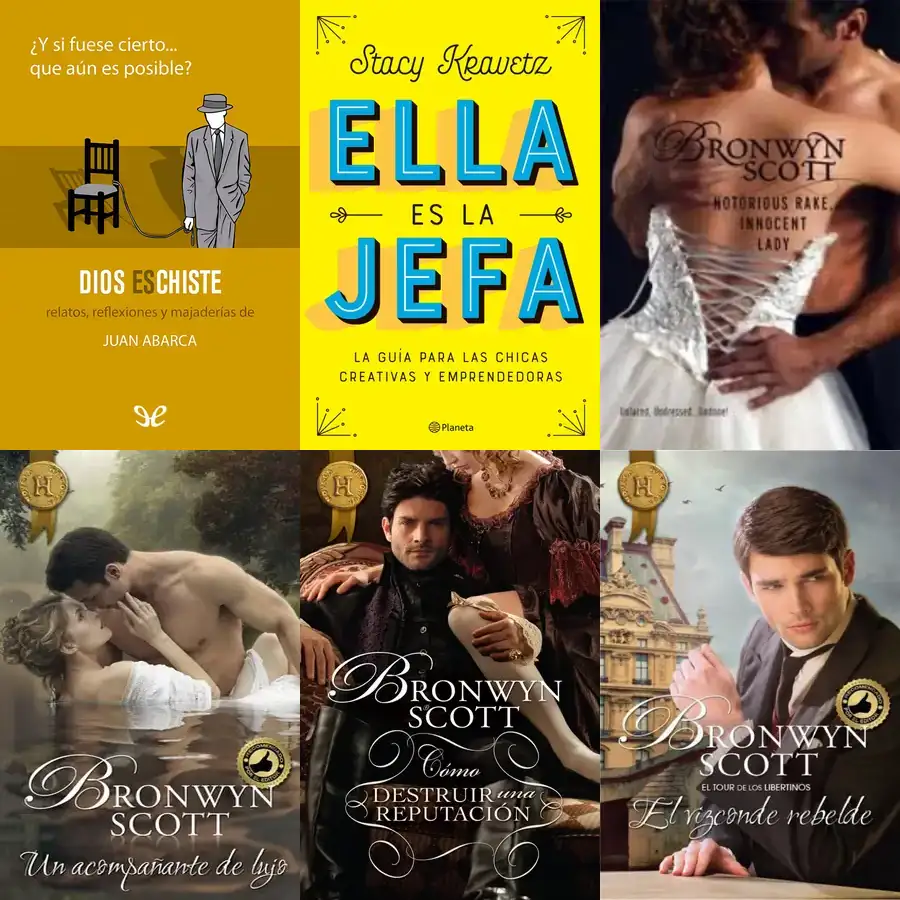 ¿Y si fuese cierto...
que aún es posible?
DIOS ESCHISTE
relatos, reflexiones y majaderías de
JUAN ABARCA
Stacy Kravetz
ELLA
ES LA
JEFA
LA GUÍA PARA LAS CHICAS
CREATIVAS Y EMPRENDEDORAS
Planeta
BRONWYN
SCOTT
NOTORIOUS RAKE,
INNOCENT
LADY
Unlaced, Undressed, Undone!
H
BRONWYN
SCOTT
Un acompañante de lujo
H
BRONWYN
SCOTT
Cómo
DESTRUIR una
REPUTACIÓN
H
BRONWYN
SCOTT
EL TOUR DE LOS LIBERTINOS
El vizconde rebelde